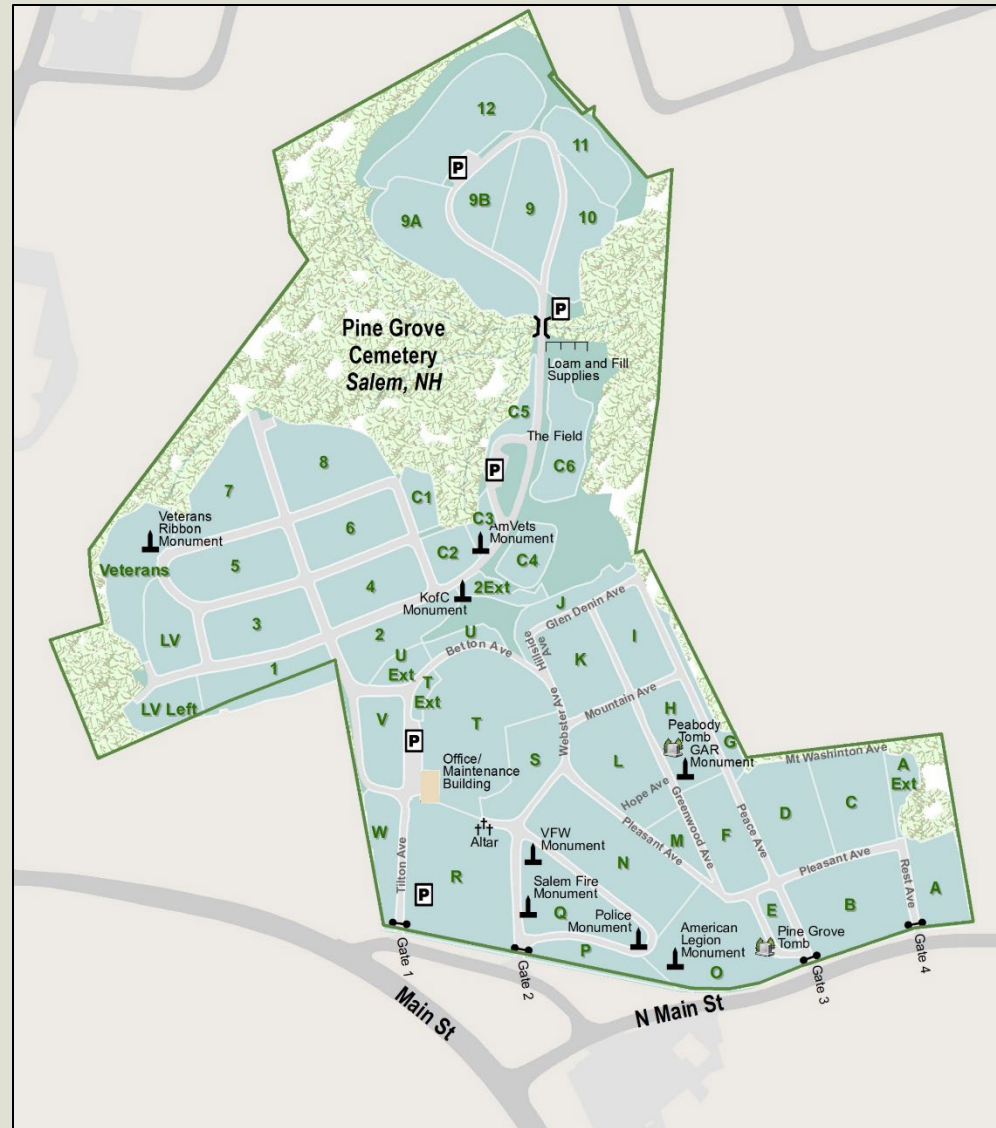 12
11
P
9B
9
10
9A
P
Pine Grove
Cemetery
Salem, NH
Loam and Fill
Supplies
C5
The Field
8
C6
7
P
C1
Veterans
Ribbon
Monument
6
C3
AmVets
Monument
Veterans
5
C2
C4
4
KofC
Monument
2Ext
J
Glen Denin Ave
LV
3
2
U
Hillside
Ave
I
Betton Ave
K
1
U
Ext
T
Ext
Mountain Ave
LV Left
V
T
Webster Ave
H
Peabody
Tomb
G
GAR
Monument
P
Mt Washinton Ave
Office/
Maintenance
Building
S
L
A
Ext
Hope Ave
Greenwood Ave
Peace Ave
D
C
W
Tilton Ave
Altar
VFW
Monument
Pleasant Ave
M
F
N
Pleasant Ave
R
Salem Fire
Monument
Rest Ave
P
Q
Police
Monument
American
Legion
Monument
E
B
A
Pine Grove
Tomb
P
O
Gate 1
Gate 2
Gate 3
Gate 4
Main St
N Main St